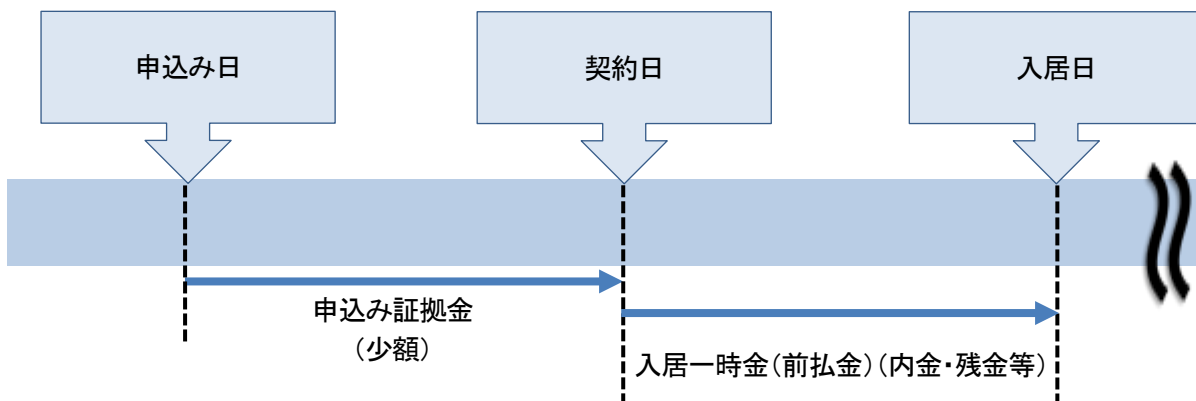 申込み日
契約日
入居日
申込み証拠金
（少額）
入居一時金（前払金）（内金・残金等）